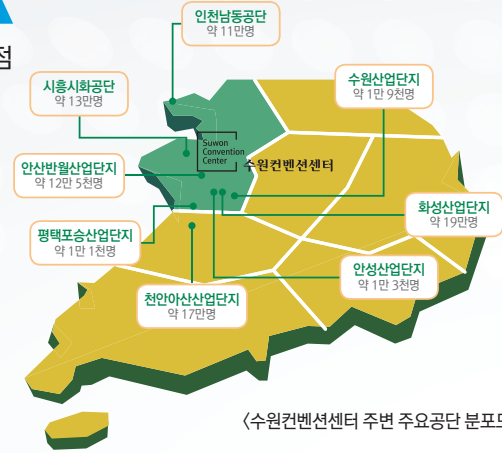 인천남동공단
약 11만명
점
시흥시화공단
약 13만명
수원산업단지
약 1만 9천명
Suwon
Convention
Center
수원컨벤션센터
안산반월산업단지
약 12만 5천명
화성산업단지
약 19만명
평택포승산업단지
약 1만 1천명
안성산업단지
약 1만 3천명
천안아산산업단지
약 17만명
〈수원컨벤션센터 주변 주요공단 분포도